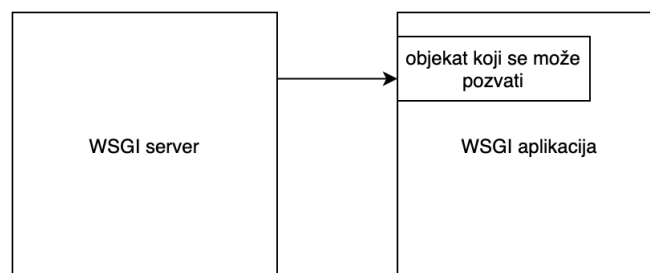 objekat koji se može
pozvati
WSGI server
WSGI aplikacija